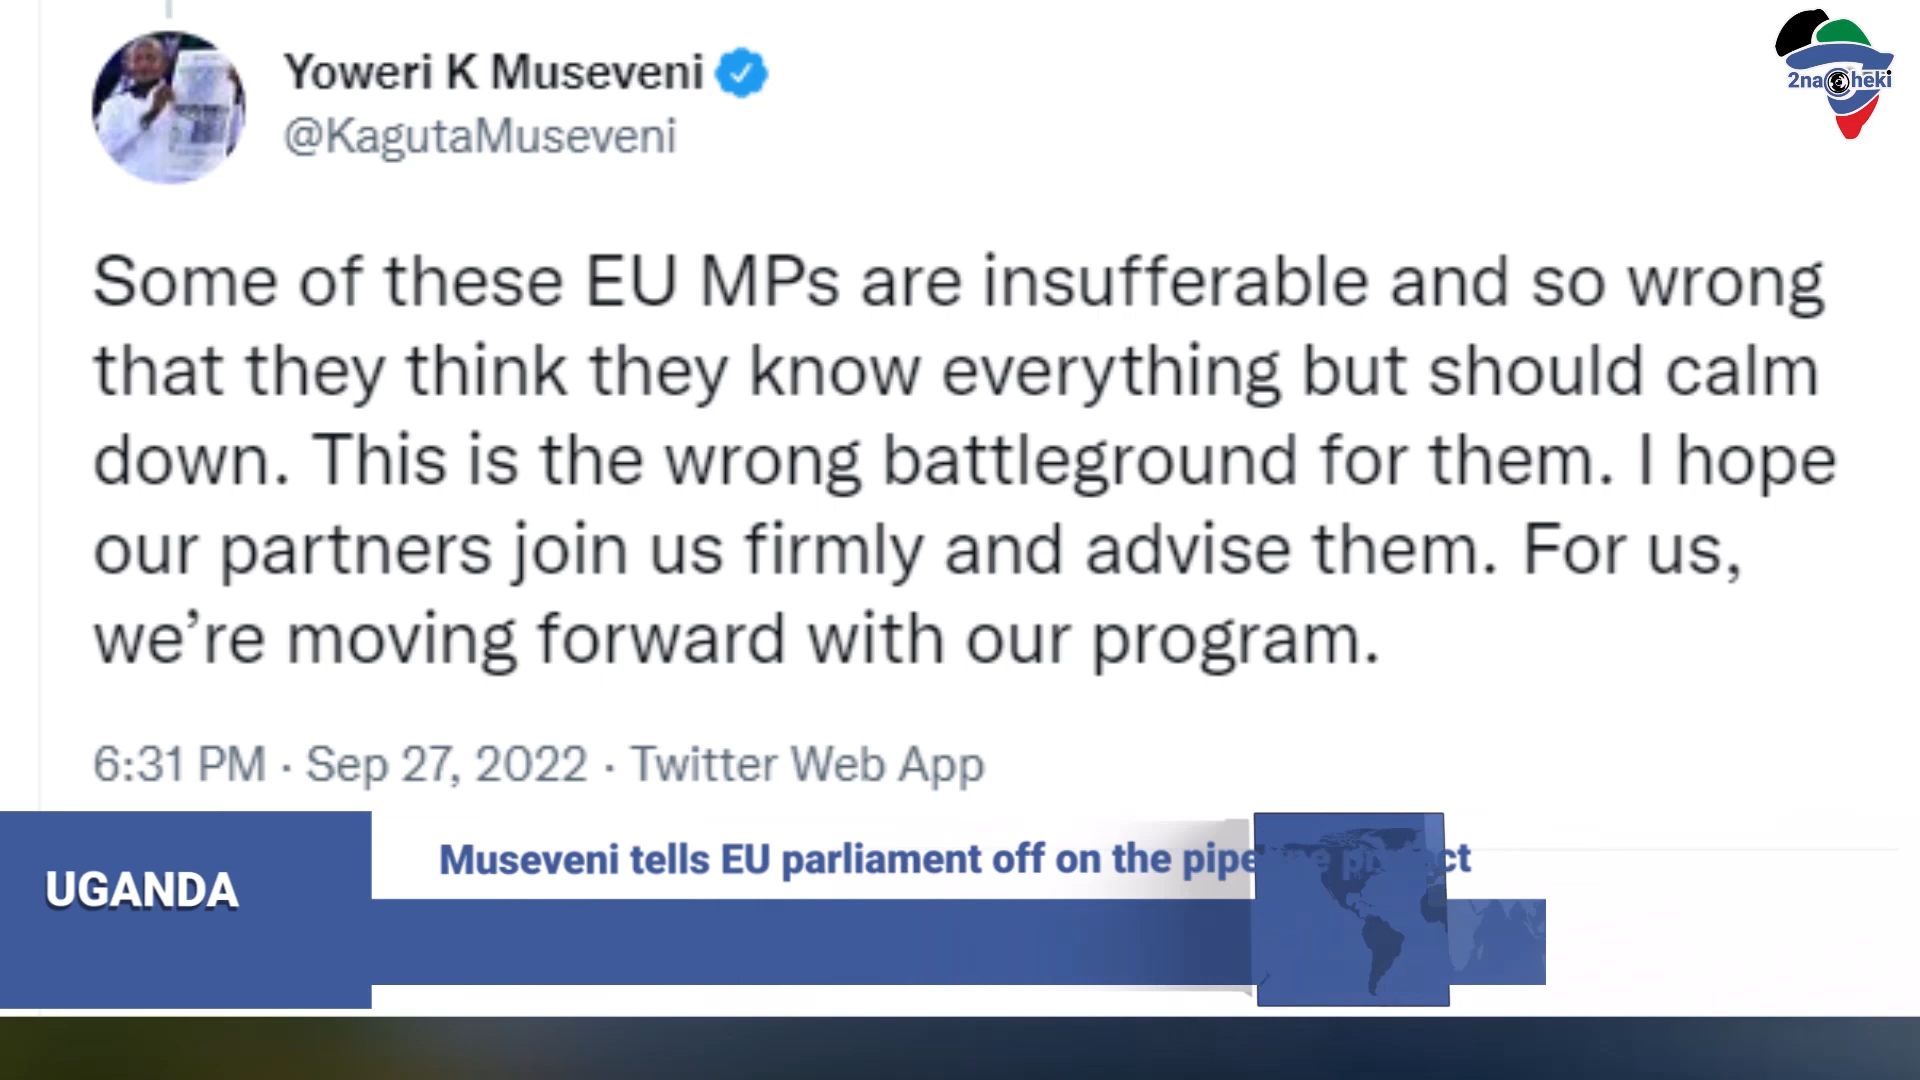 Yoweri K Museveni
@KagutaMuseveni
2nacheki
Some of these EU MPs are insufferable and so wrong
that they think they know everything but should calm
down. This is the wrong battleground for them. I hope
our partners join us firmly and advise them. For us,
we’re moving forward with our program.
6:31 PM · Sep 27, 2022 · Twitter Web App
UGANDA
Museveni tells EU parliament off on the